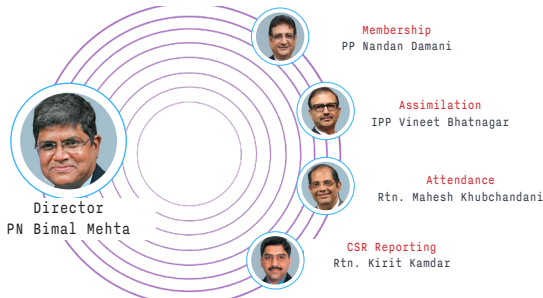 Membership
PP Nandan Damani
Assimilation
IPP Vineet Bhatnagar
Attendance
Rtn. Mahesh Khubchandani
Director
PN Bimal Mehta
CSR Reporting
Rtn. Kirit Kamdar